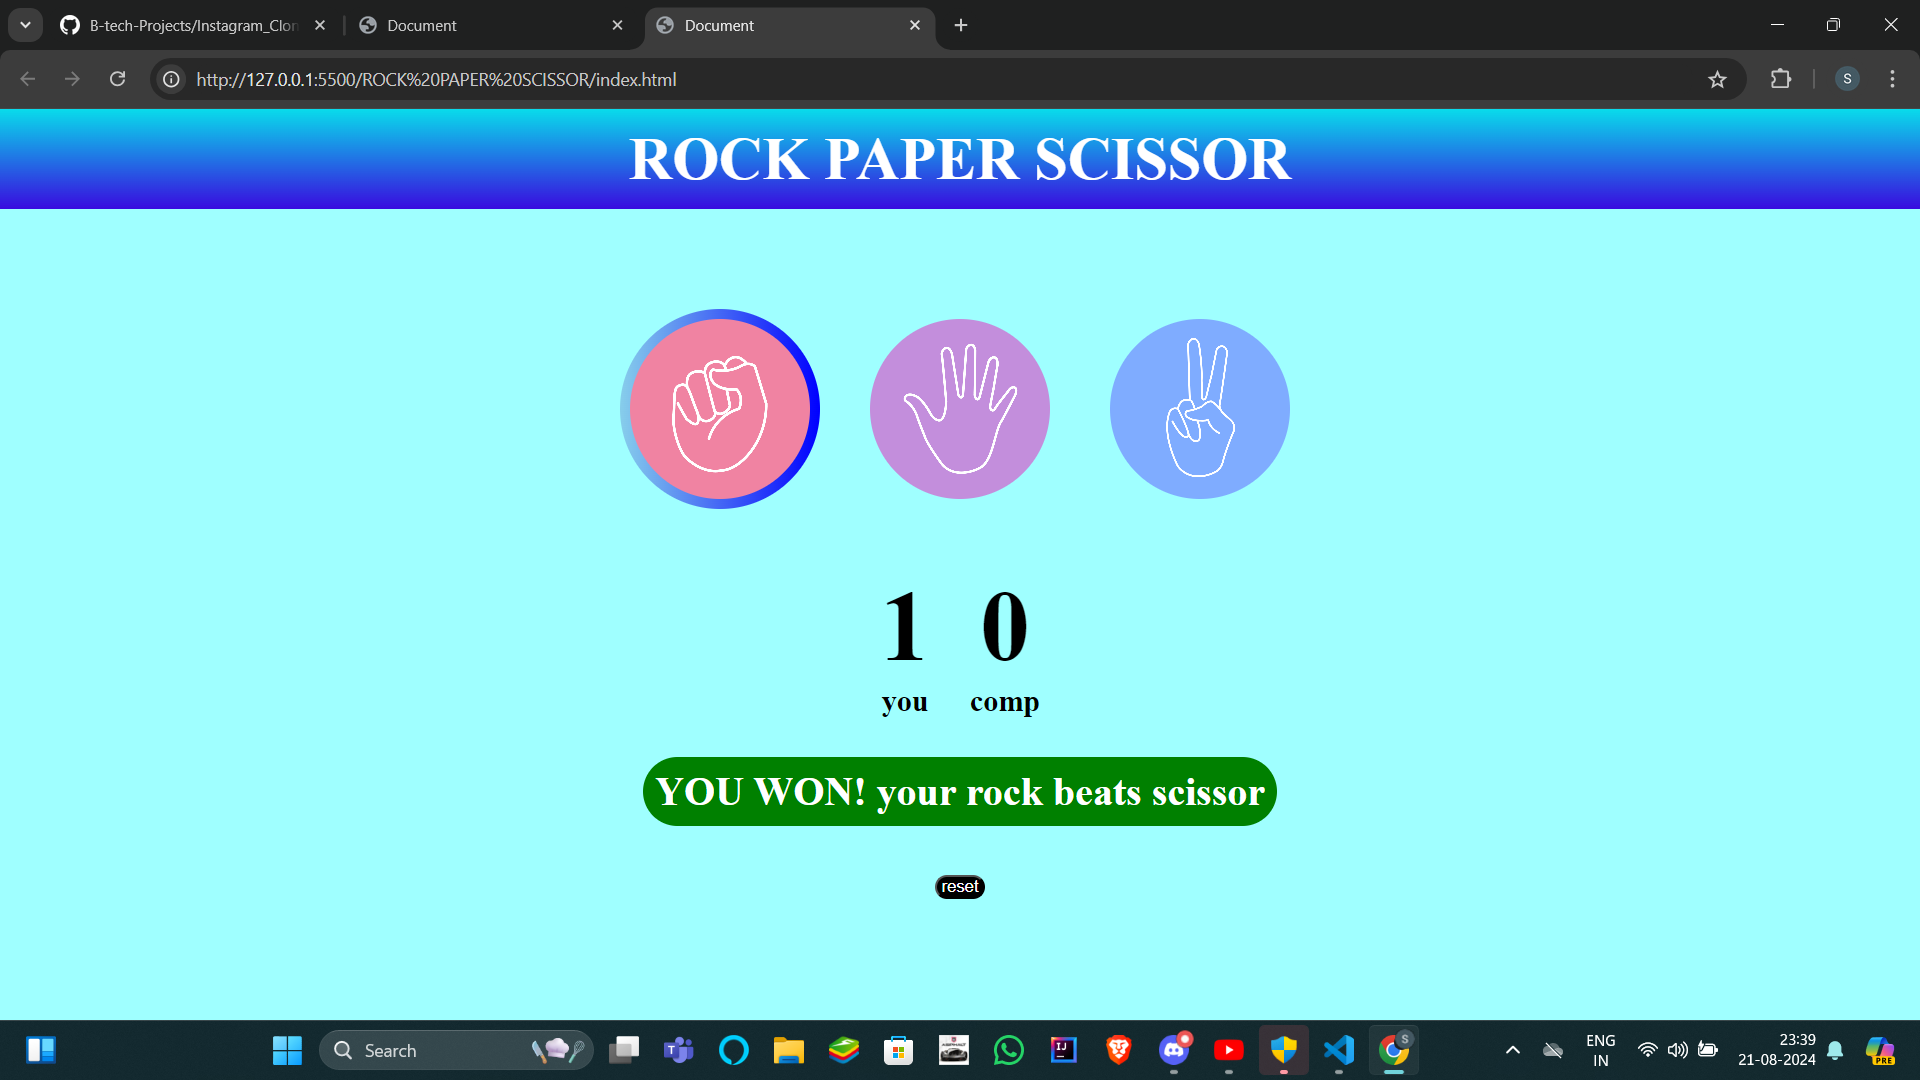 B-tech-Projects/Instagram_Clon
Document
Document
http://127.0.0.1:5500/ROCK%20PAPER%20SCISSOR/index.html
S
ROCK PAPER SCISSOR
1 0
you comp
YOU WON! your rock beats scissor
reset
Search
T
IJ
S
ENG
IN
23:39
21-08-2024
PRE